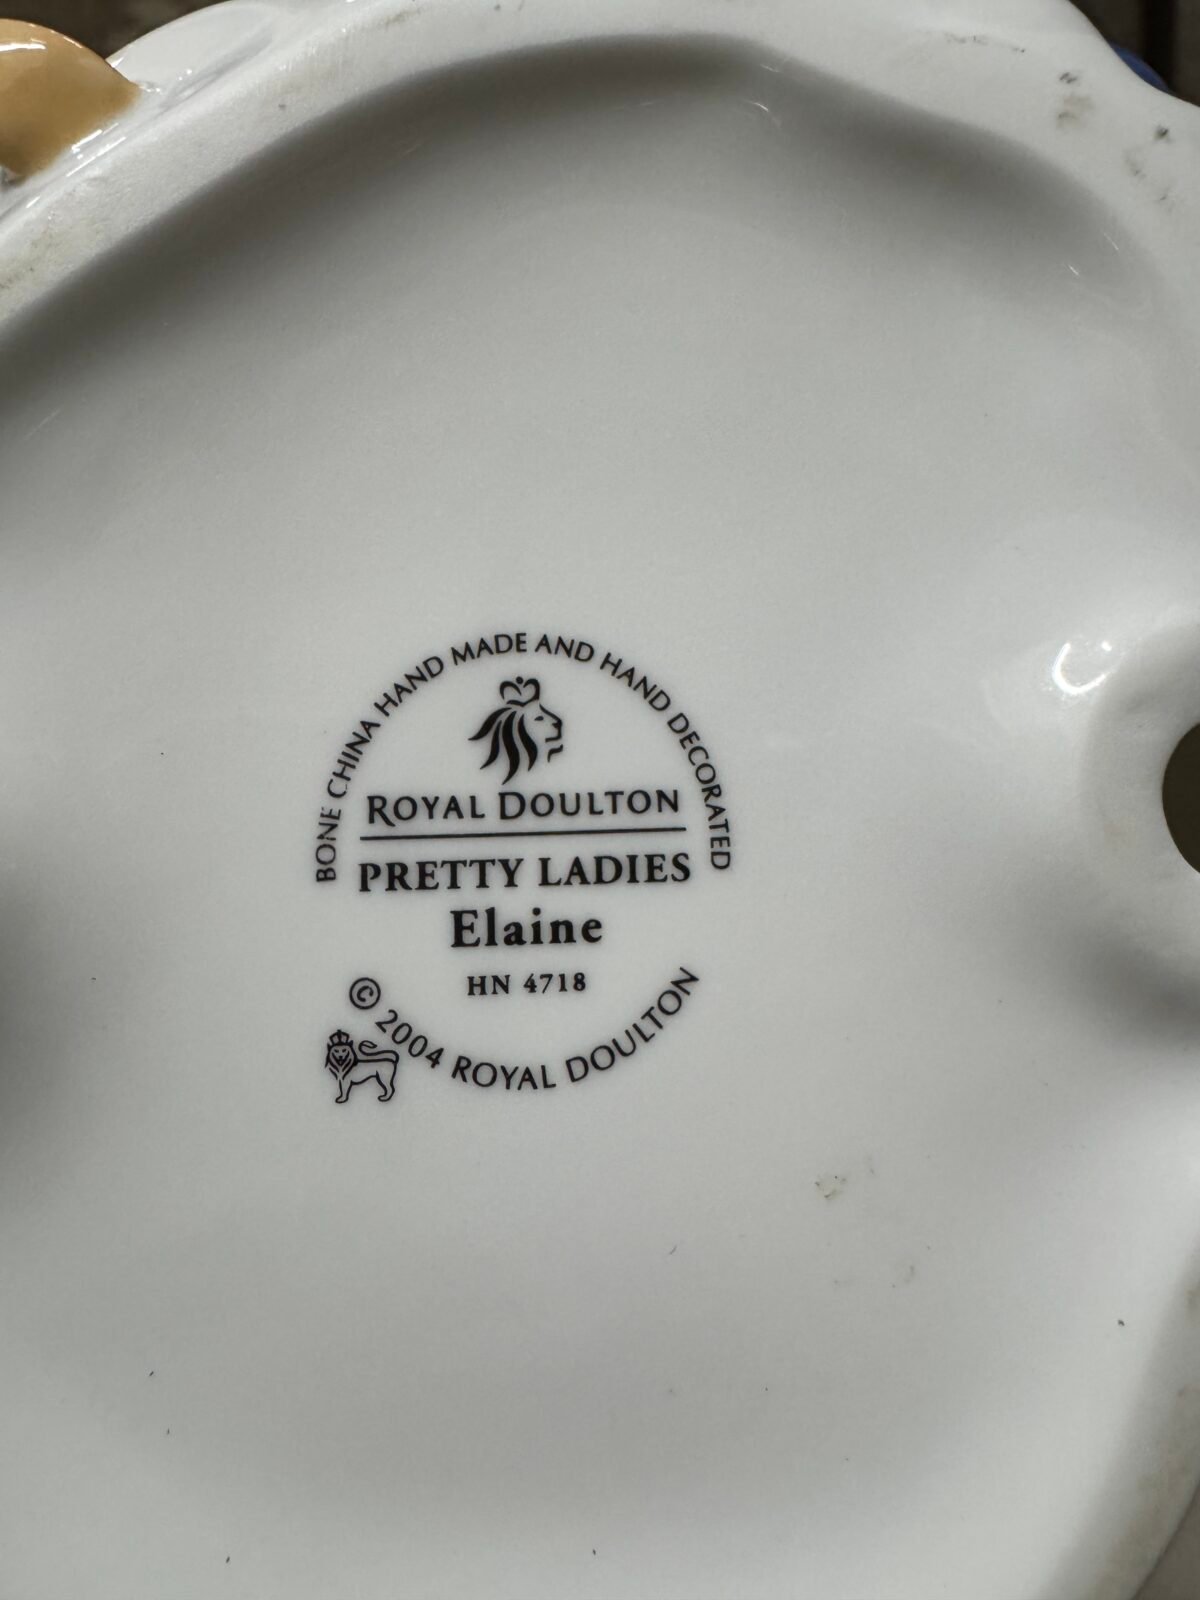 BONE CHINA HAND MADE AND HAND DECORATED
ROYAL DOULTON
PRETTY LADIES
Elaine
HN 4718
© 2004 ROYAL DOULTON